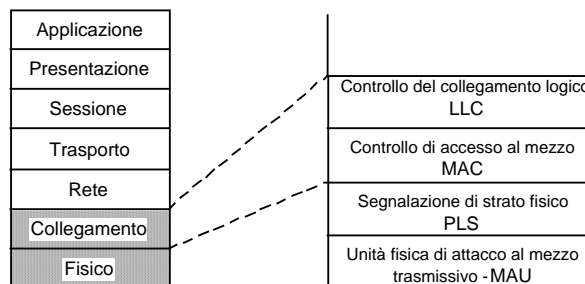 Applicazione
Presentazione
Sessione
Trasporto
Rete
Collegamento
Fisico
Controllo del collegamento logico
LLC
Controllo di accesso al mezzo
MAC
Segnalazione di strato fisico
PLS
Unità fisica di attacco al mezzo
trasmissivo - MAU